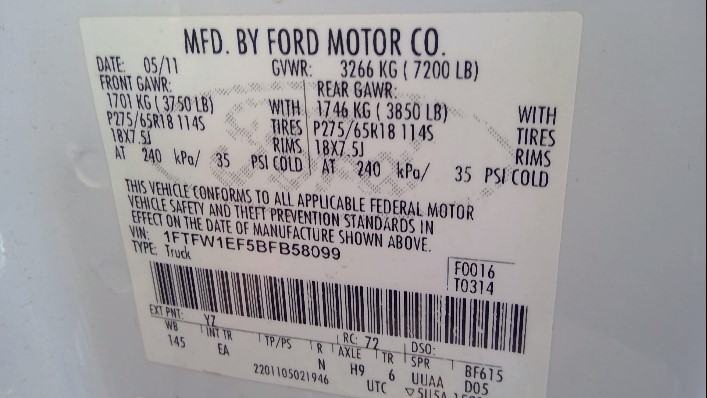 MFD. BY FORD MOTOR CO.
DATE: 05/11 GVWR: 3266 KG ( 7200 LB)
FRONT GAWR: REAR GAWR:
1701 KG ( 3750 LB) WITH 1746 KG ( 3850 LB) WITH
P275/65R18 114S TIRES P275/65R18 114S TIRES
18X7.5J RIMS 18X7.5J RIMS
AT 240 kPa/ 35 PSI COLD AT 240 kPa/ 35 PSI COLD
THIS VEHICLE CONFORMS TO ALL APPLICABLE FEDERAL MOTOR
VEHICLE SAFETY AND THEFT PREVENTION STANDARDS IN
EFFECT ON THE DATE OF MANUFACTURE SHOWN ABOVE.
VIN: 1FTFW1EF5BFB58099
TYPE: Truck
F0016
T0314
EXT PNT: YZ RC: 72 DSO:
WB INT TR TP/PS R AXLE TR SPR BF615
145 EA N H9 6 UUAA D05
2201105021946 UTC